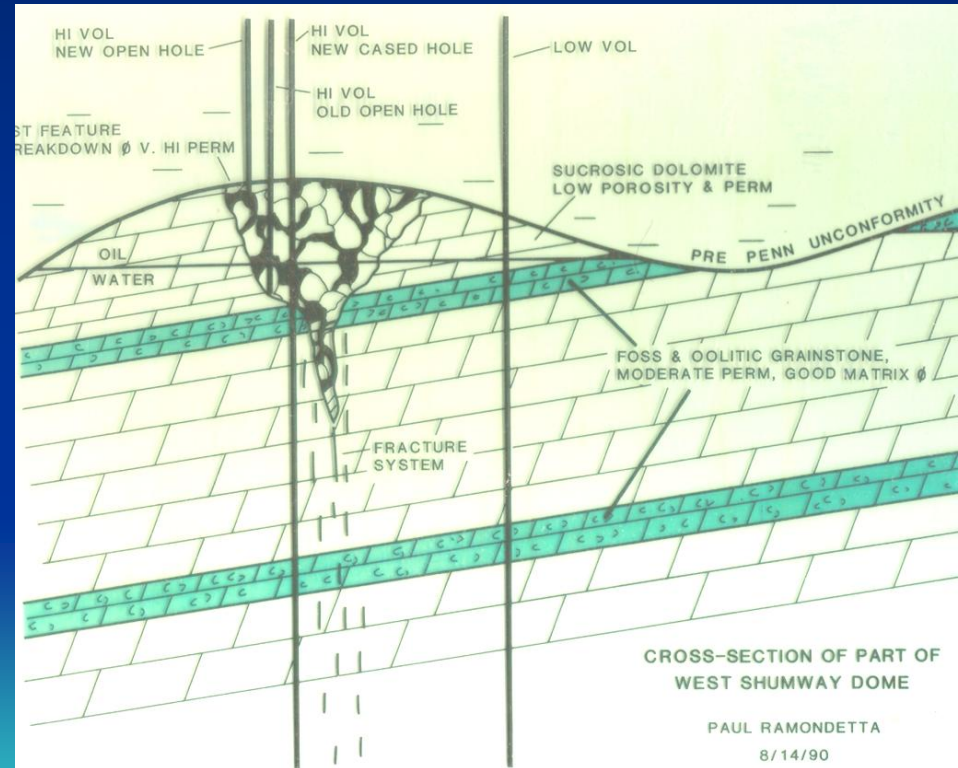 HI VOL
NEW OPEN HOLE
HI VOL
NEW CASED HOLE
LOW VOL
HI VOL
OLD OPEN HOLE
ST FEATURE
REAKDOWN ø V. HI PERM
SUCROSIC DOLOMITE
LOW POROSITY & PERM
PRE PENN UNCONFORMITY
OIL
WATER
FOSS & OOLITIC GRAINSTONE,
MODERATE PERM, GOOD MATRIX ø
FRACTURE
SYSTEM
CROSS-SECTION OF PART OF
WEST SHUMWAY DOME
PAUL RAMONDETTA
8/14/90